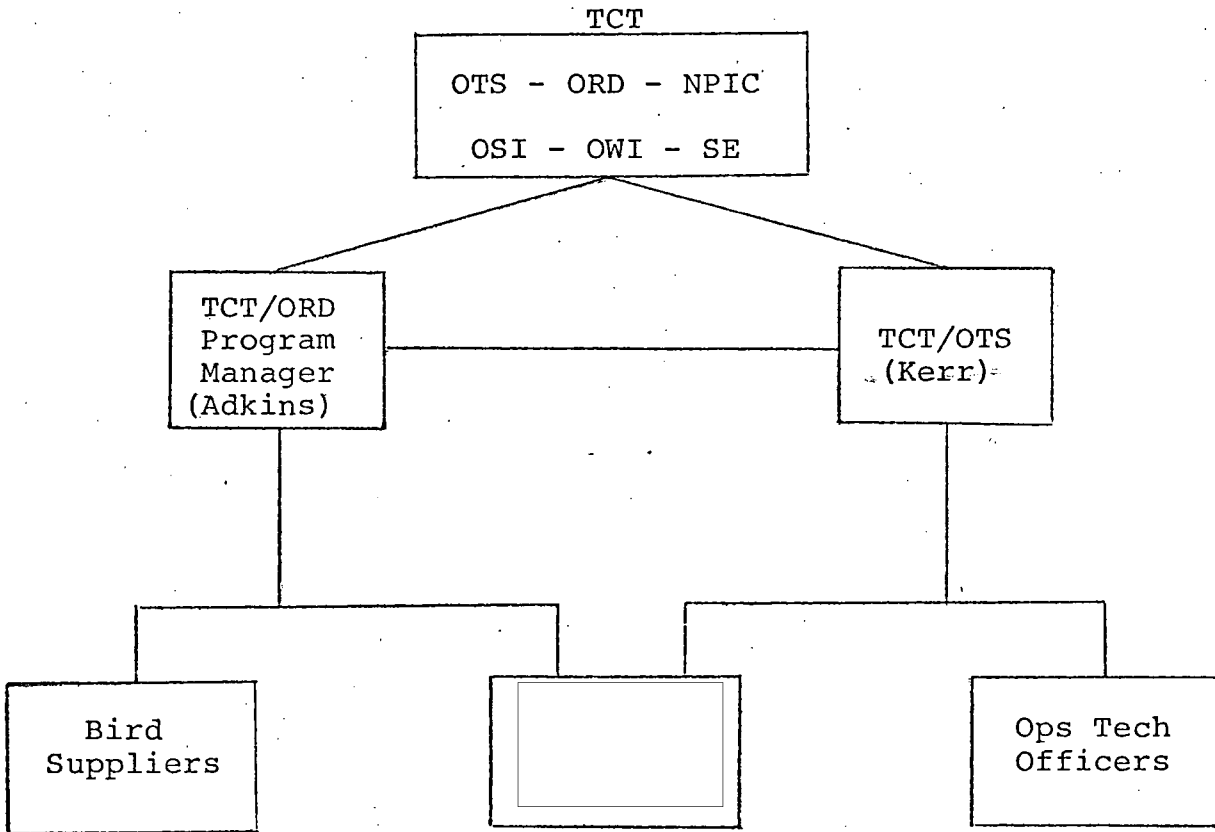 TCT
OTS - ORD - NPIC
OSI - OWI - SE
TCT/ORD
Program
Manager
(Adkins)
TCT/OTS
(Kerr)
Bird
Suppliers
Ops Tech
Officers